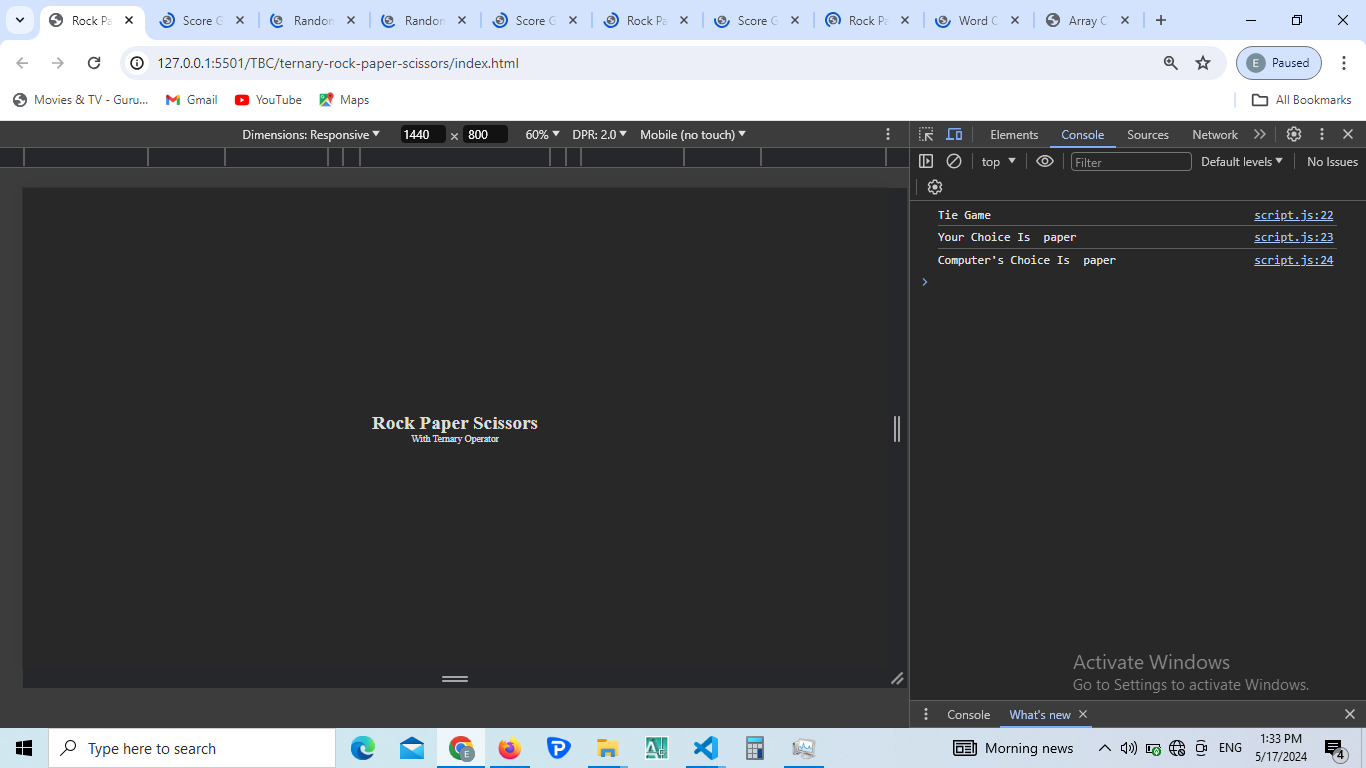 Rock Pa
Score G
Random
Random
Score G
Rock Pa
Score G
Rock Pa
Word C
Array C
127.0.0.1:5501/TBC/ternary-rock-paper-scissors/index.html
E Paused
Movies & TV - Guru...
Gmail
YouTube
Maps
All Bookmarks
Dimensions: Responsive 1440 × 800 60% DPR: 2.0 Mobile (no touch)
Elements Console Sources Network
top Filter Default levels No Issues
Tie Game script.js:22
Your Choice Is  paper script.js:23
Computer's Choice Is  paper script.js:24
Rock Paper Scissors
With Ternary Operator
Activate Windows
Go to Settings to activate Windows.
Console What's new
Type here to search
Morning news
ENG
1:33 PM
5/17/2024
4